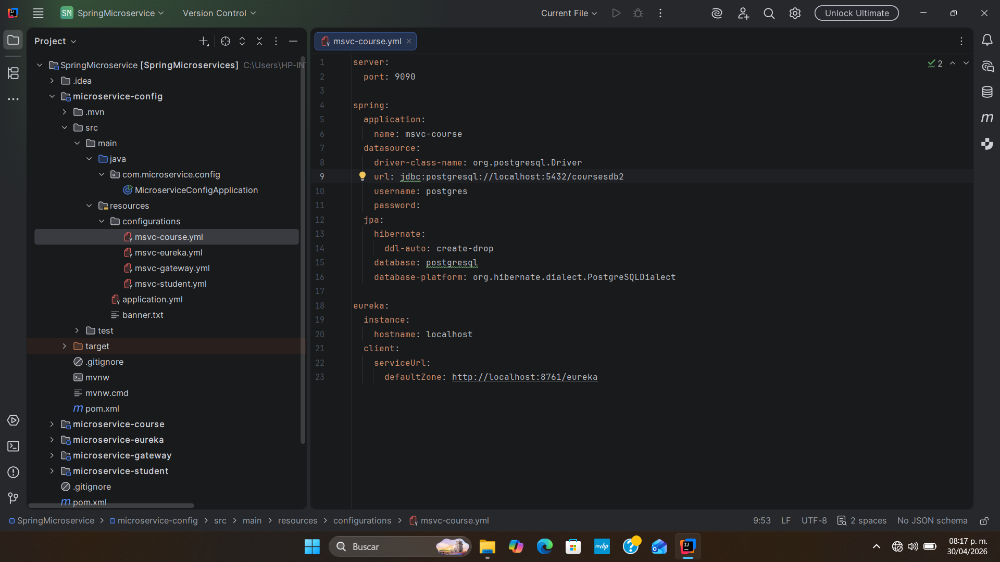 SM SpringMicroservice
Version Control
Current File
Unlock Ultimate
Project
msvc-course.yml
SpringMicroservice [SpringMicroservices] C:\Users\HP-IN
.idea
microservice-config
.mvn
src
main
java
com.microservice.config
MicroserviceConfigApplication
resources
configurations
msvc-course.yml
msvc-eureka.yml
msvc-gateway.yml
msvc-student.yml
application.yml
banner.txt
test
target
.gitignore
mvnw
mvnw.cmd
pom.xml
microservice-course
microservice-eureka
microservice-gateway
microservice-student
.gitignore
pom.xml
1 server:
2 port: 9090
3
4 spring:
5 application:
6 name: msvc-course
7 datasource:
8 driver-class-name: org.postgresql.Driver
9 url: jdbc:postgresql://localhost:5432/coursesdb2
10 username: postgres
11 password:
12 jpa:
13 hibernate:
14 ddl-auto: create-drop
15 database: postgresql
16 database-platform: org.hibernate.dialect.PostgreSQLDialect
17
18 eureka:
19 instance:
20 hostname: localhost
21 client:
22 serviceUrl:
23 defaultZone: http://localhost:8761/eureka
2
SpringMicroservice > microservice-config > src > main > resources > configurations > msvc-course.yml
9:53 LF UTF-8 2 spaces No JSON schema
Buscar
myhp
08:17 p. m.
30/04/2026